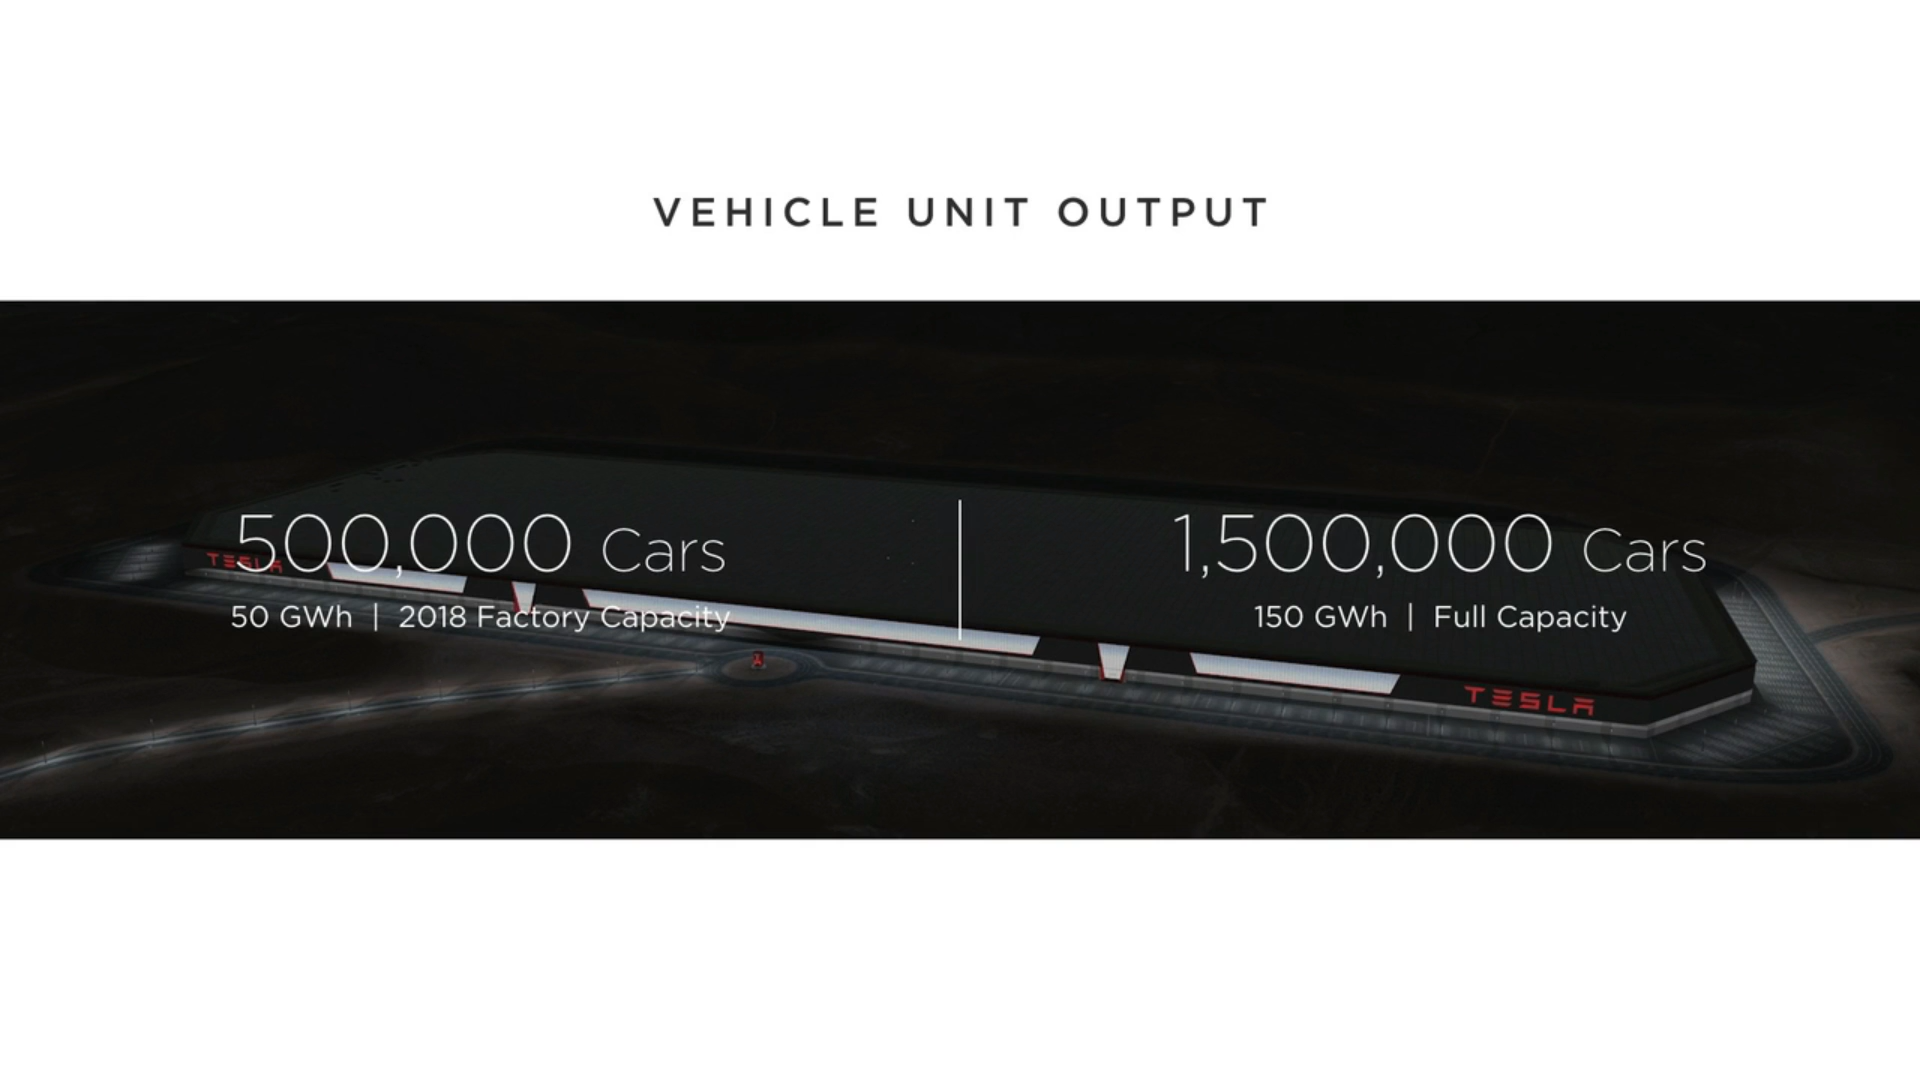 VEHICLE UNIT OUTPUT
500,000 Cars
50 GWh | 2018 Factory Capacity
1,500,000 Cars
150 GWh | Full Capacity
TESLA
TESLA